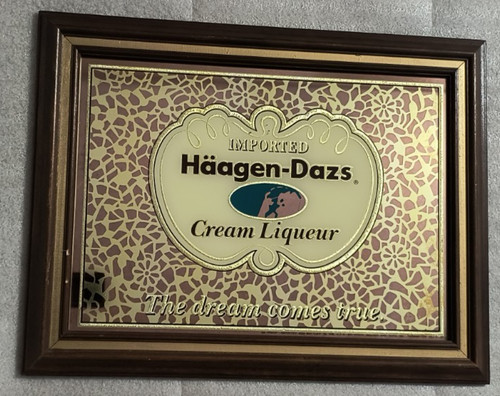 IMPORTED
Häagen-Dazs®
Cream Liqueur
The dream comes true.